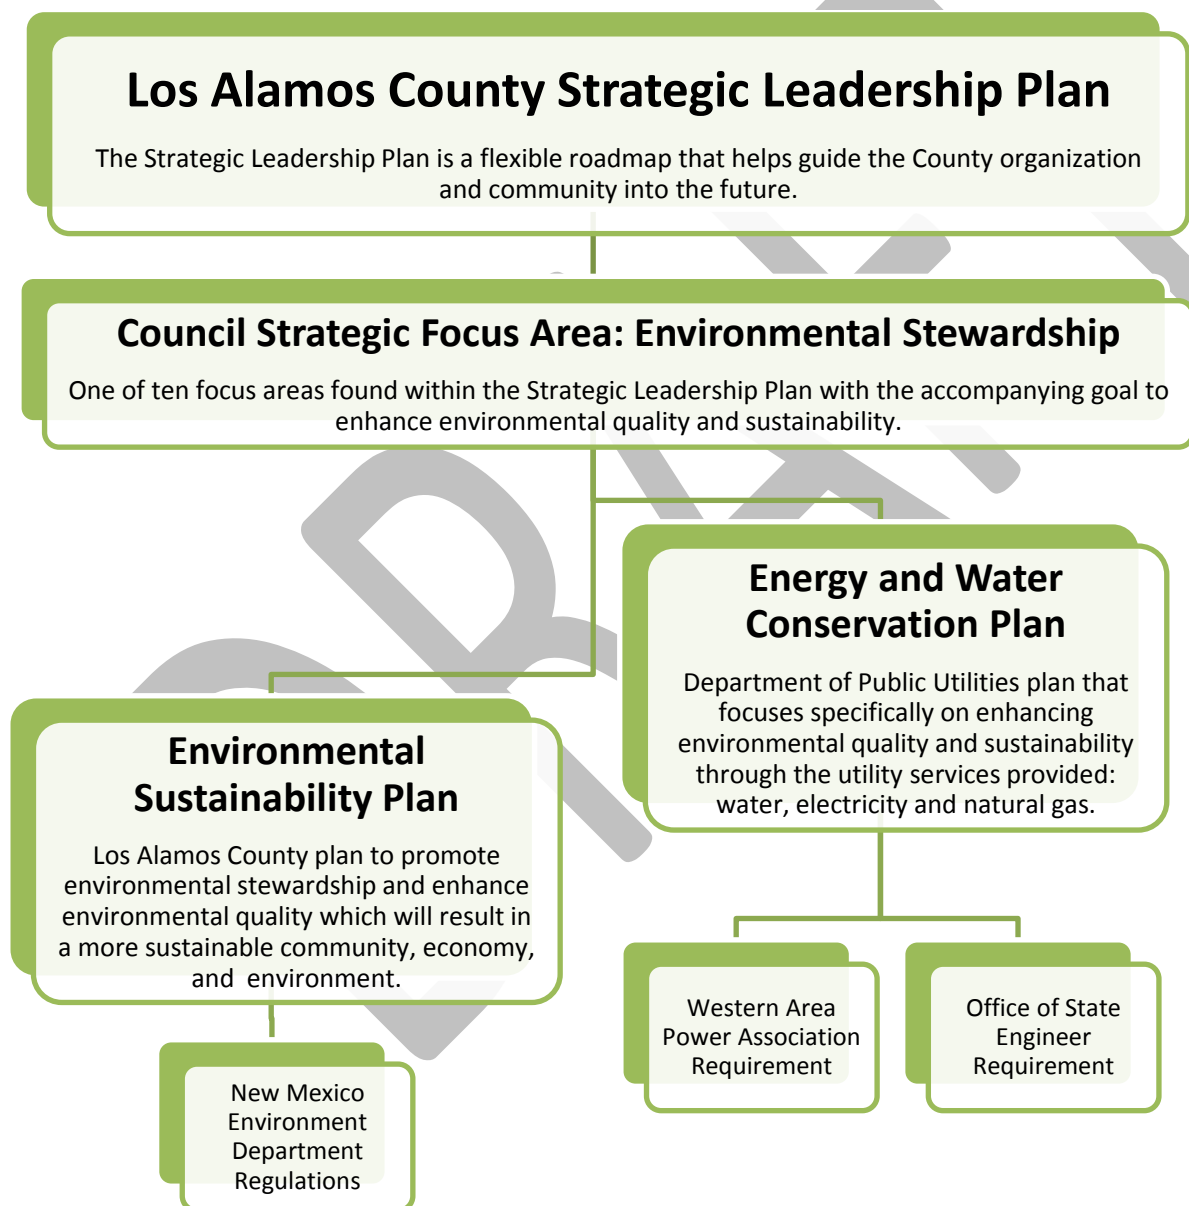 Los Alamos County Strategic Leadership Plan
The Strategic Leadership Plan is a flexible roadmap that helps guide the County organization
and community into the future.
Council Strategic Focus Area: Environmental Stewardship
One of ten focus areas found within the Strategic Leadership Plan with the accompanying goal to
enhance environmental quality and sustainability.
Energy and Water
Conservation Plan
Department of Public Utilities plan that
focuses specifically on enhancing
environmental quality and sustainability
through the utility services provided:
water, electricity and natural gas.
Environmental
Sustainability Plan
Los Alamos County plan to promote
environmental stewardship and enhance
environmental quality which will result in
a more sustainable community, economy,
and environment.
Western Area
Power Association
Requirement
Office of State
Engineer
Requirement
New Mexico
Environment
Department
Regulations
DRAFT